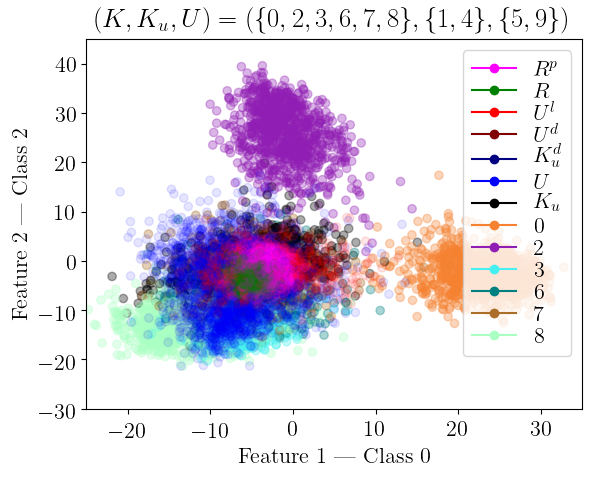 (K, K_u, U) = ({0, 2, 3, 6, 7, 8}, {1, 4}, {5, 9})
Feature 2 — Class 2
40
30
20
10
0
−10
−20
−30
−20
−10
0
10
20
30
Feature 1 — Class 0
R^p
R
U^l
U^d
K_u^d
U
K_u
0
2
3
6
7
8